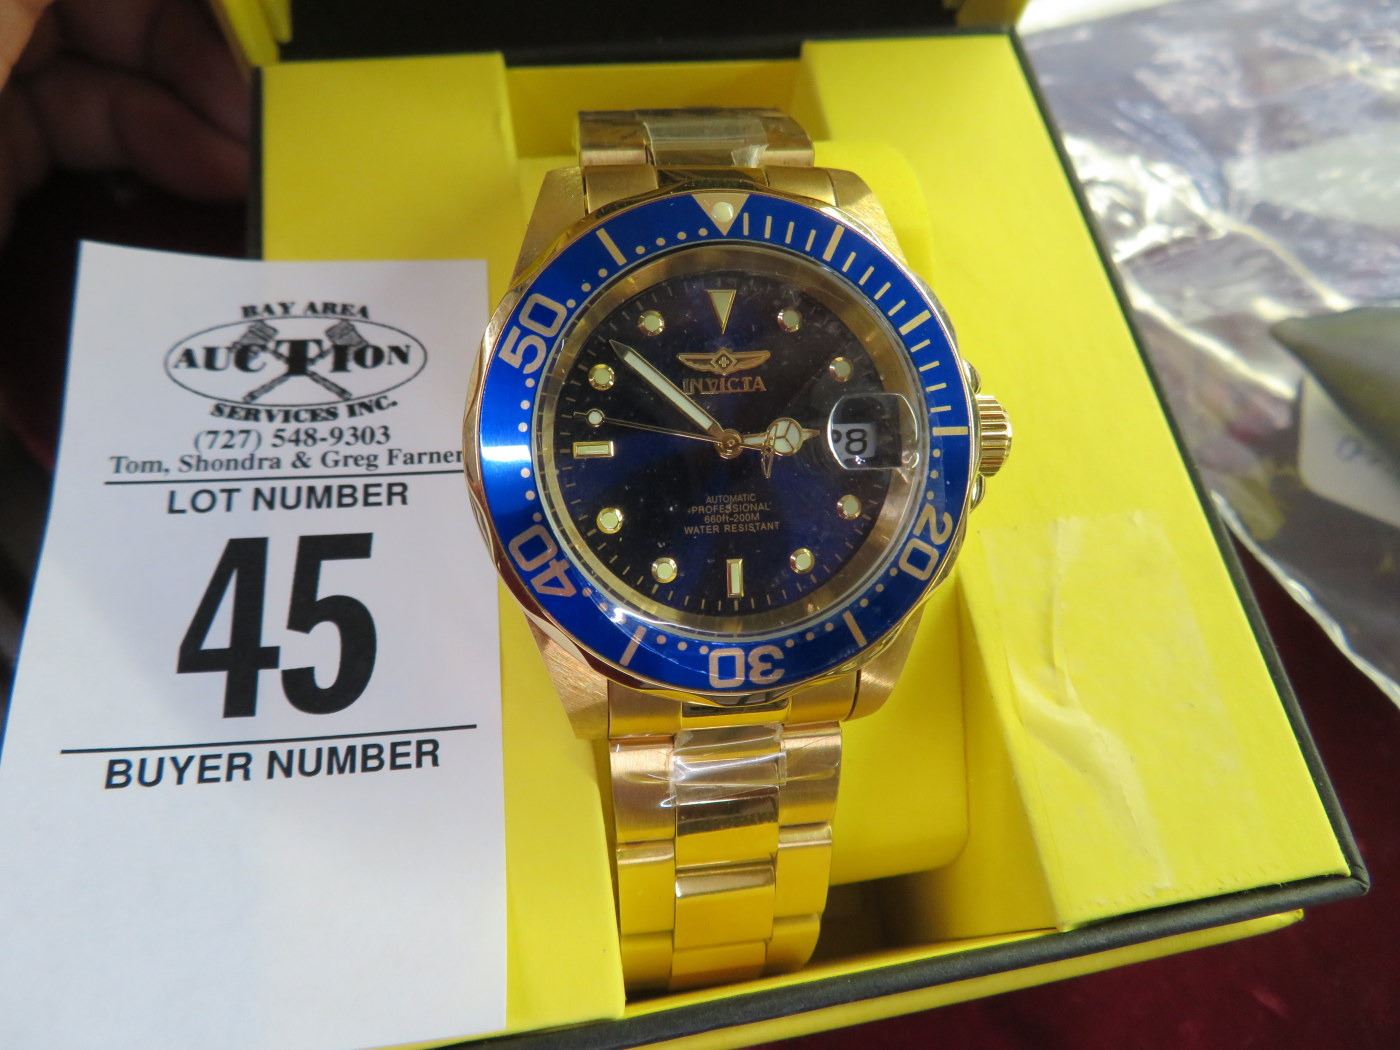 BAY AREA
AUCTION
SERVICES INC.
(727) 548-9303
Tom, Shondra & Greg Farner
LOT NUMBER
45
BUYER NUMBER
50
40
30
20
INVICTA
28
AUTOMATIC
PROFESSIONAL
660ft-200M
WATER RESISTANT